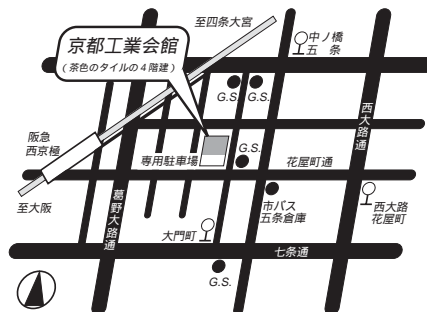 至四条大宮
中ノ橋
五 条
京都工業会館
(茶色のタイルの4階建)
G.S.
G.S.
西大路通
阪急
西京極
専用駐車場
G.S.
花屋町通
至大阪
葛野大路通
市バス
五条倉庫
西大路
花屋町
大門町
七条通
G.S.